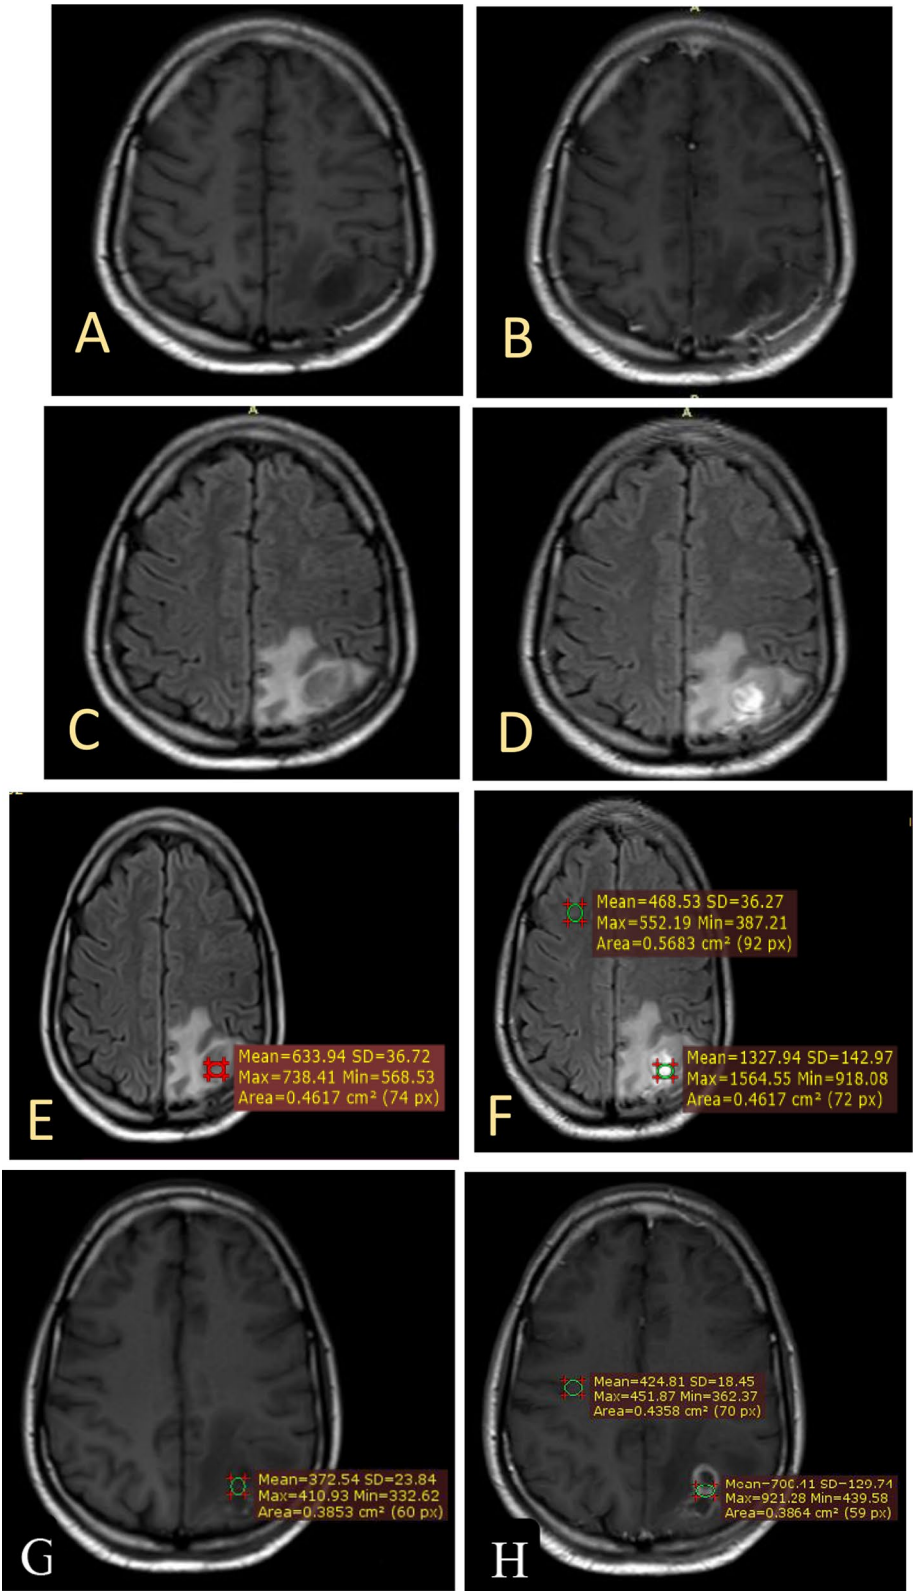 A
A
B
A
A
C
D
Mean=468.53 SD=36.27
Max=552.19 Min=387.21
Area=0.5683 cm² (92 px)
Mean=633.94 SD=36.72
Max=738.41 Min=568.53
Area=0.4617 cm² (74 px)
E
Mean=1327.94 SD=142.97
Max=1564.55 Min=918.08
Area=0.4617 cm² (72 px)
F
Mean=424.81 SD=18.45
Max=451.87 Min=362.37
Area=0.4358 cm² (70 px)
Mean=372.54 SD=23.84
Max=410.93 Min=332.62
Area=0.3853 cm² (60 px)
G
SD=129.74
Max=921.28 Min=439.58
Area=0.3864 cm² (59 px)
H